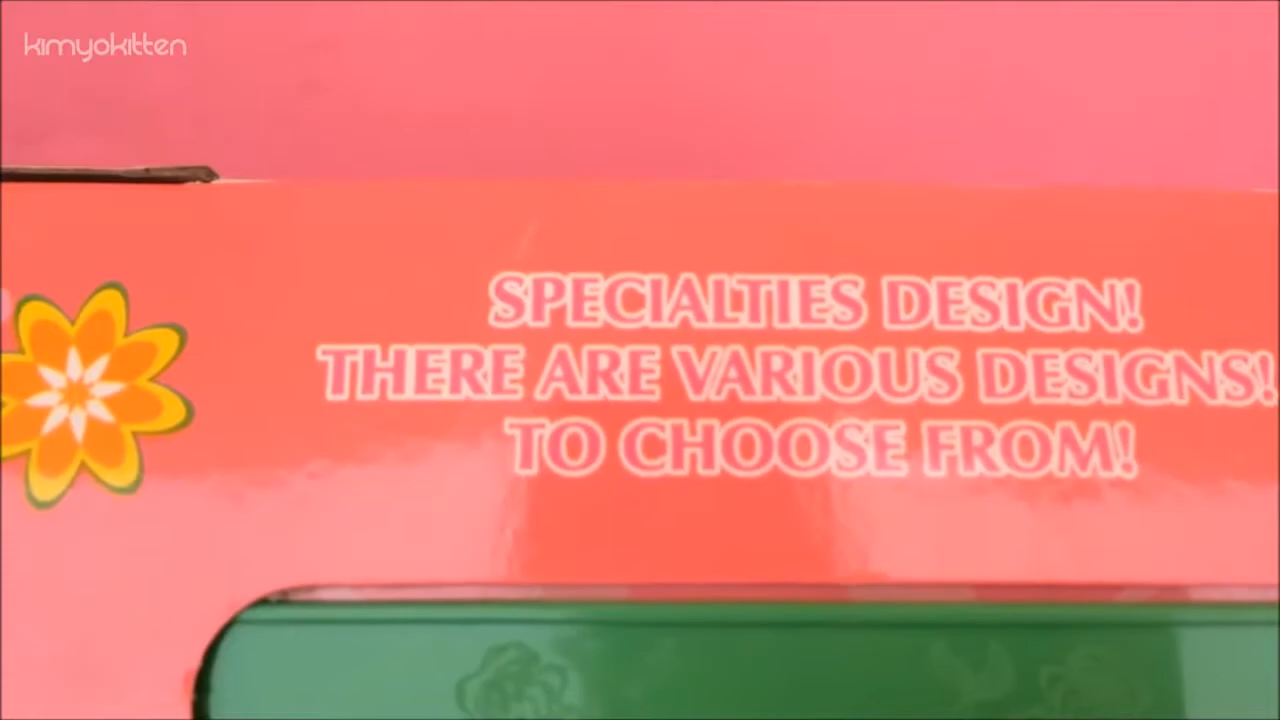 kimyokitten
SPECIALTIES DESIGN!
THERE ARE VARIOUS DESIGNS!
TO CHOOSE FROM!